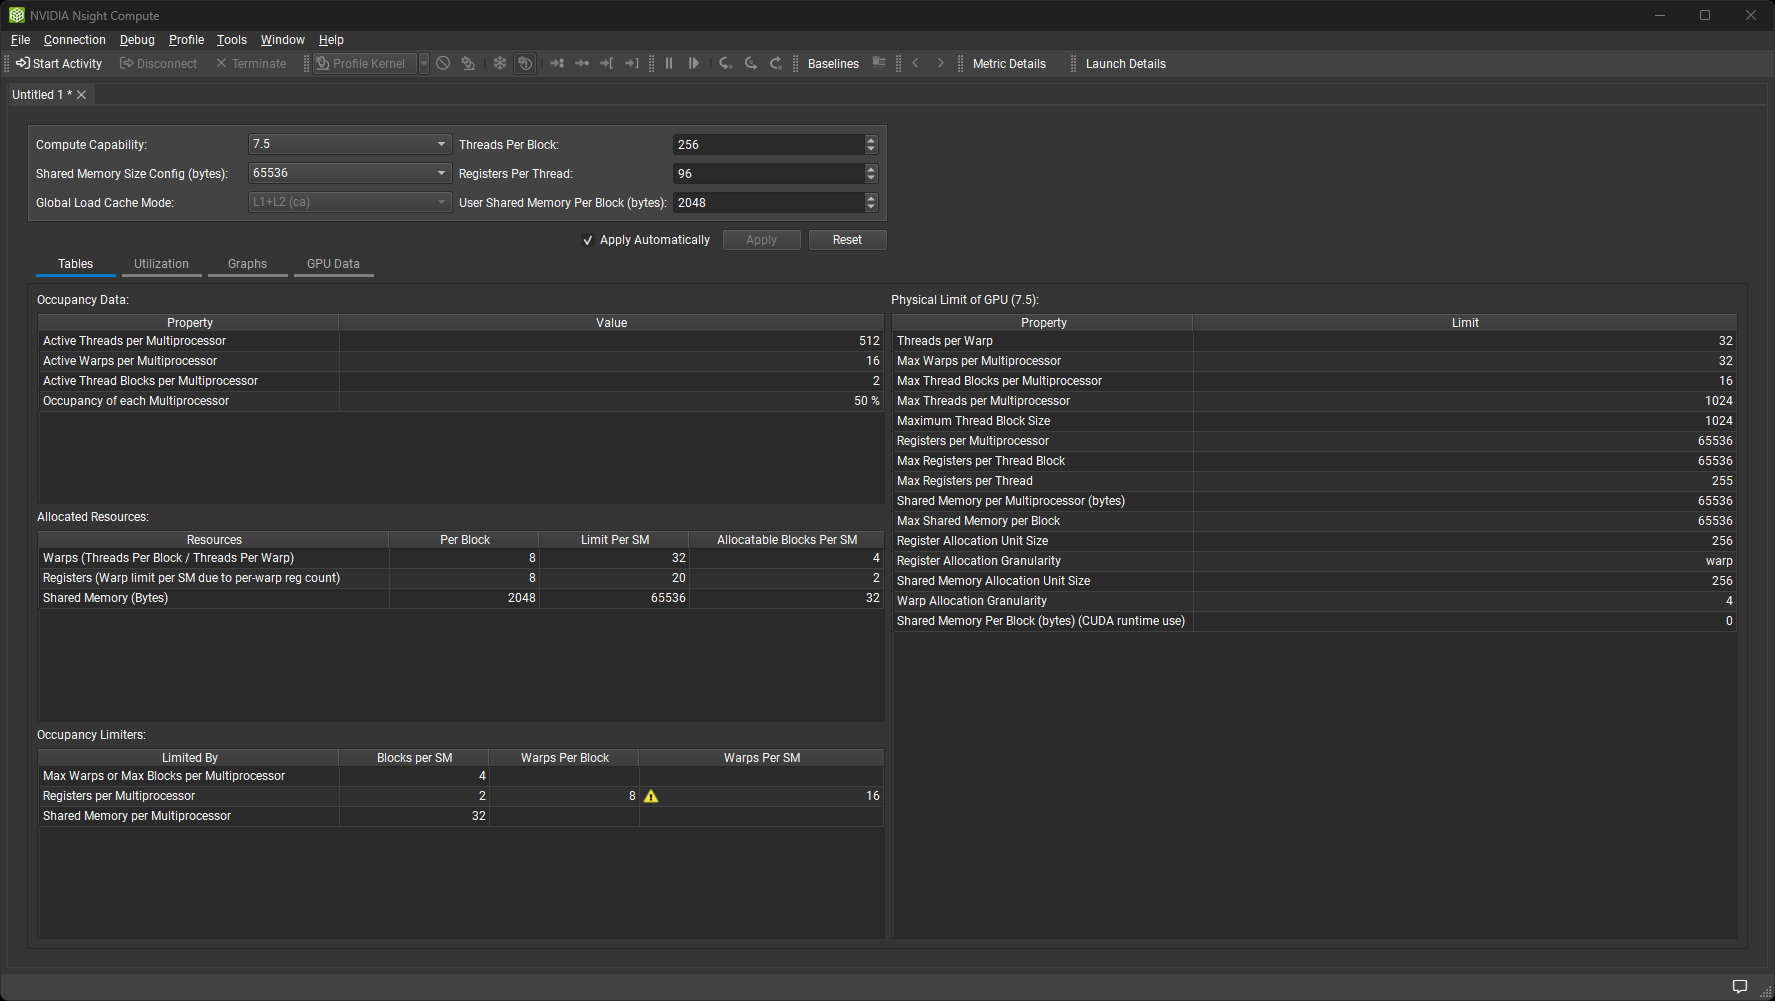 NVIDIA Nsight Compute
File Connection Debug Profile Tools Window Help
Start Activity Disconnect Terminate Profile Kernel Baselines Metric Details Launch Details
Untitled 1 *
Compute Capability: 7.5 Threads Per Block: 256
Shared Memory Size Config (bytes): 65536 Registers Per Thread: 96
Global Load Cache Mode: L1+L2 (ca) User Shared Memory Per Block (bytes): 2048
Apply Automatically Apply Reset
Tables Utilization Graphs GPU Data
Occupancy Data:
Property Value
Active Threads per Multiprocessor 512
Active Warps per Multiprocessor 16
Active Thread Blocks per Multiprocessor 2
Occupancy of each Multiprocessor 50 %
Allocated Resources:
Resources Per Block Limit Per SM Allocatable Blocks Per SM
Warps (Threads Per Block / Threads Per Warp) 8 32 4
Registers (Warp limit per SM due to per-warp reg count) 8 20 2
Shared Memory (Bytes) 2048 65536 32
Occupancy Limiters:
Limited By Blocks per SM Warps Per Block Warps Per SM
Max Warps or Max Blocks per Multiprocessor 4
Registers per Multiprocessor 2 8 16
Shared Memory per Multiprocessor 32
Physical Limit of GPU (7.5):
Property Limit
Threads per Warp 32
Max Warps per Multiprocessor 32
Max Thread Blocks per Multiprocessor 16
Max Threads per Multiprocessor 1024
Maximum Thread Block Size 1024
Registers per Multiprocessor 65536
Max Registers per Thread Block 65536
Max Registers per Thread 255
Shared Memory per Multiprocessor (bytes) 65536
Max Shared Memory per Block 65536
Register Allocation Unit Size 256
Register Allocation Granularity warp
Shared Memory Allocation Unit Size 256
Warp Allocation Granularity 4
Shared Memory Per Block (bytes) (CUDA runtime use) 0